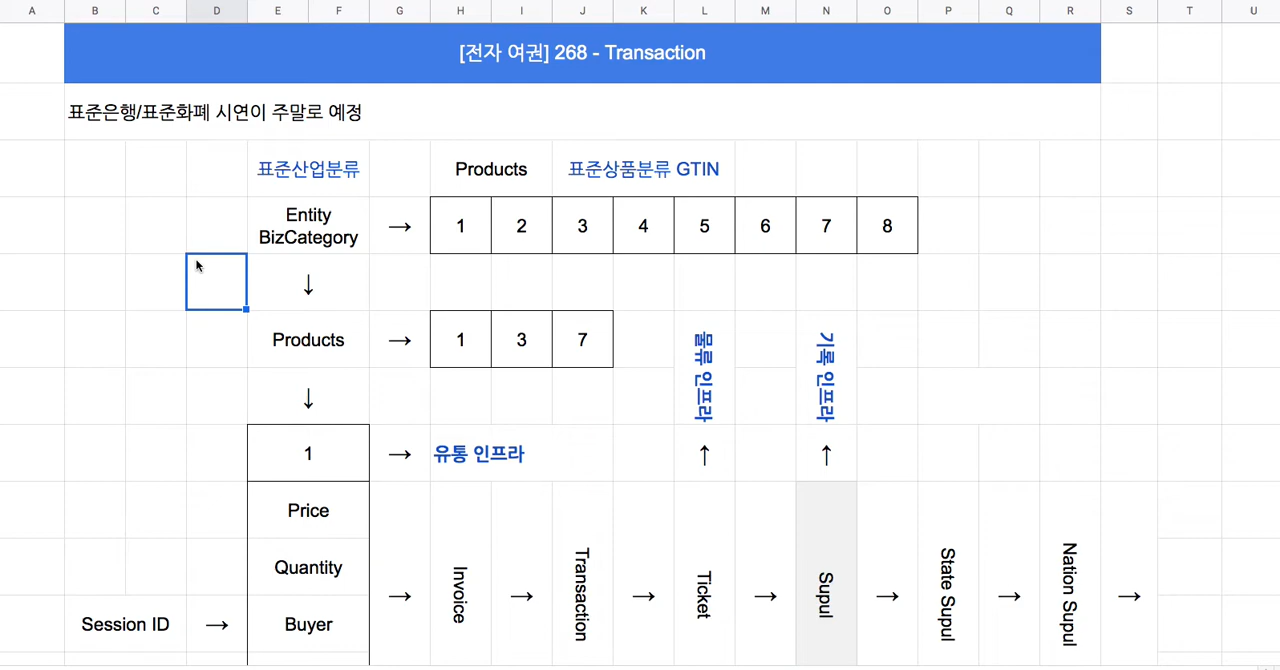 A B C D E F G H I J K L M N O P Q R S T U
[전자 여권] 268 - Transaction
표준은행/표준화폐 시연이 주말로 예정
표준산업분류 Products 표준상품분류 GTIN
Entity
BizCategory → 1 2 3 4 5 6 7 8
↓
Products → 1 3 7
물류 인프라
기록 인프라
↓
1 → 유통 인프라 ↑ ↑
Price
Quantity
Session ID → Buyer
→ Invoice → Transaction → Ticket → Supul → State Supul → Nation Supul →